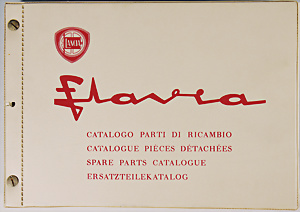 LANCIA
Flavia
CATALOGO PARTI DI RICAMBIO
CATALOGUE PIÈCES DÉTACHÉES
SPARE PARTS CATALOGUE
ERSATZTEILEKATALOG